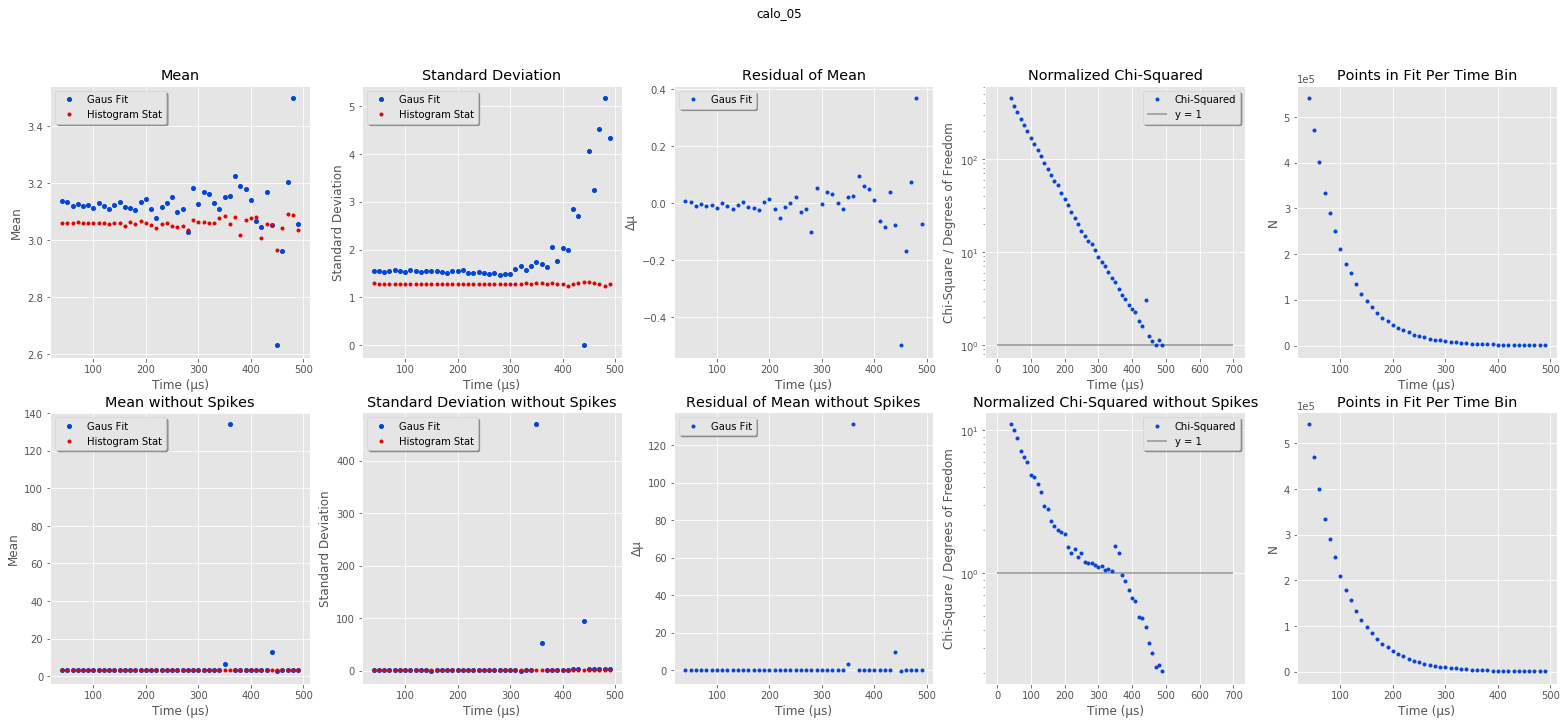 calo_05
Mean
Gaus Fit
Histogram Stat
Mean
3.4
3.2
3.0
2.8
2.6
100 200 300 400 500
Time (µs)
Standard Deviation
Gaus Fit
Histogram Stat
Standard Deviation
5
4
3
2
1
0
100 200 300 400 500
Time (µs)
Residual of Mean
Gaus Fit
Δµ
0.4
0.2
0.0
−0.2
−0.4
100 200 300 400 500
Time (µs)
Normalized Chi-Squared
Chi-Squared
y = 1
Chi-Square / Degrees of Freedom
10²
10¹
10⁰
0 100 200 300 400 500 600 700
Time (µs)
Points in Fit Per Time Bin
1e5
N
5
4
3
2
1
0
100 200 300 400 500
Time (µs)
Mean without Spikes
Gaus Fit
Histogram Stat
Mean
140
120
100
80
60
40
20
0
100 200 300 400 500
Time (µs)
Standard Deviation without Spikes
Gaus Fit
Histogram Stat
Standard Deviation
400
300
200
100
0
100 200 300 400 500
Time (µs)
Residual of Mean without Spikes
Gaus Fit
Δµ
120
100
80
60
40
20
0
100 200 300 400 500
Time (µs)
Normalized Chi-Squared without Spikes
Chi-Squared
y = 1
Chi-Square / Degrees of Freedom
10¹
10⁰
0 100 200 300 400 500 600 700
Time (µs)
Points in Fit Per Time Bin
1e5
N
5
4
3
2
1
0
100 200 300 400 500
Time (µs)